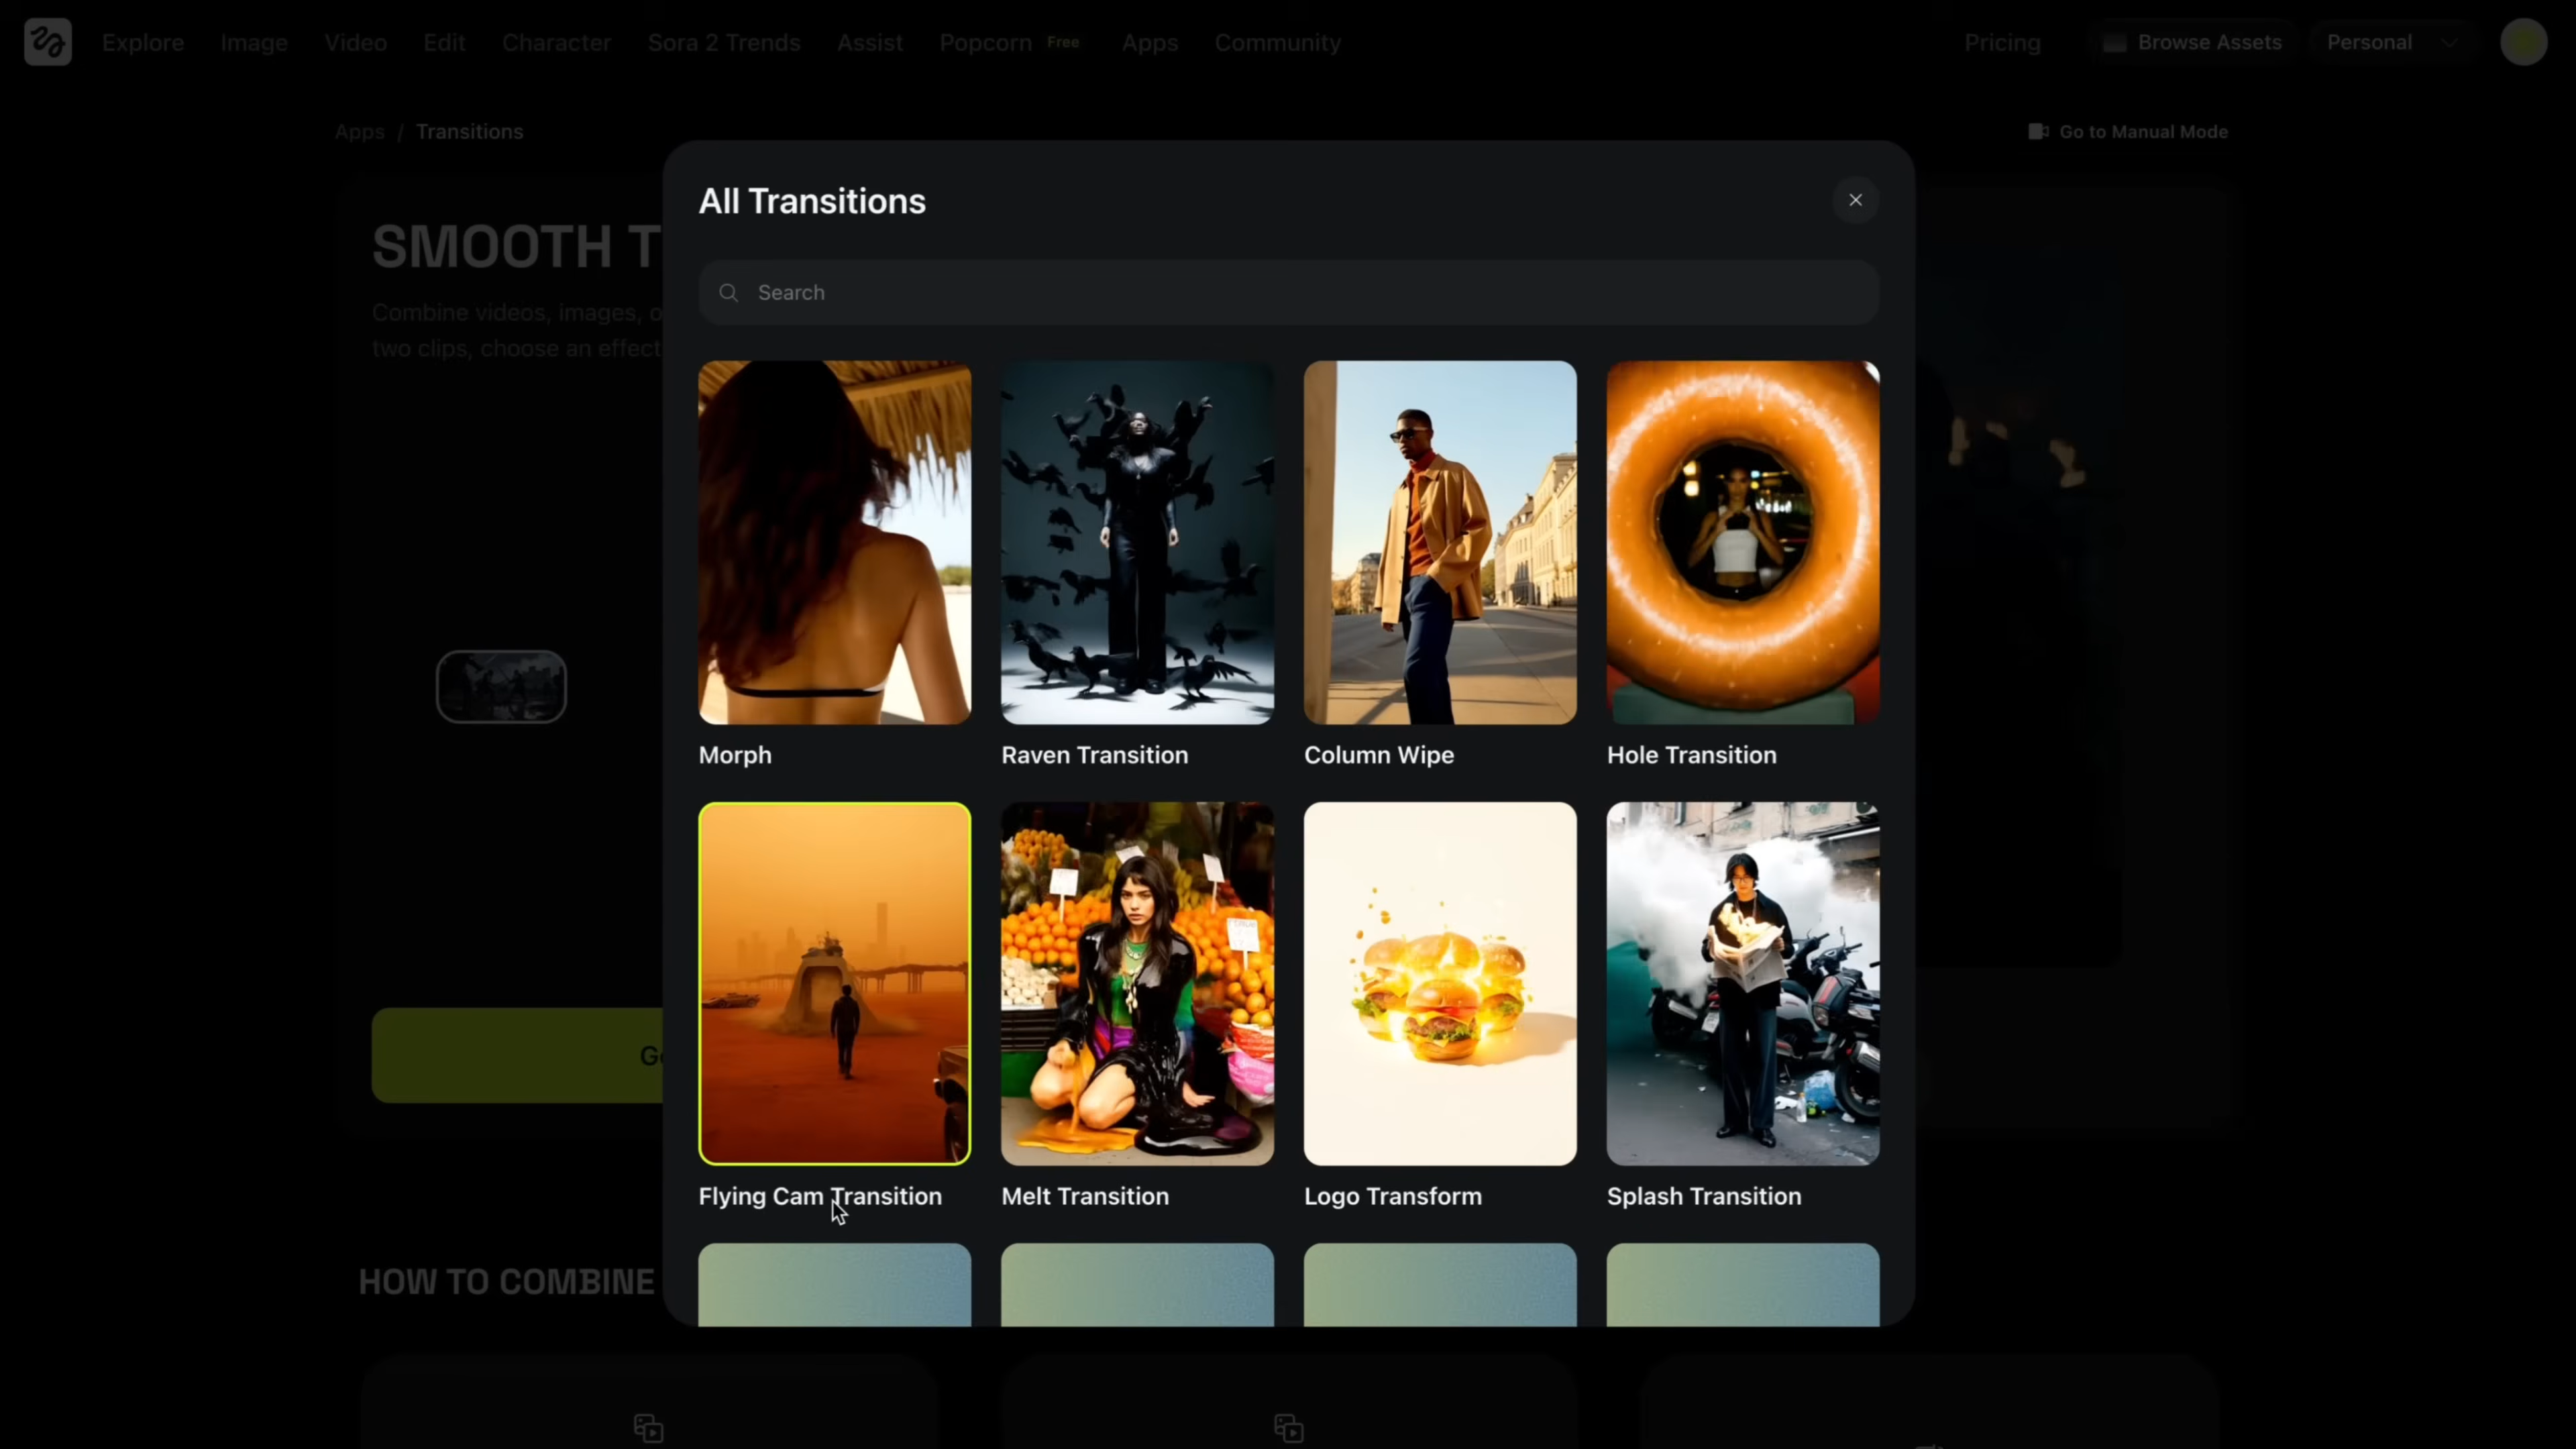 Explore Image Video Edit Character Sora 2 Trends Assist Popcorn Free Apps Community Pricing Browse Assets Personal
Apps / Transitions Go to Manual Mode
All Transitions
SMOOTH T
Search
Combine videos, images, o
two clips, choose an effect
Morph Raven Transition Column Wipe Hole Transition
Flying Cam Transition Melt Transition Logo Transform Splash Transition
HOW TO COMBINE